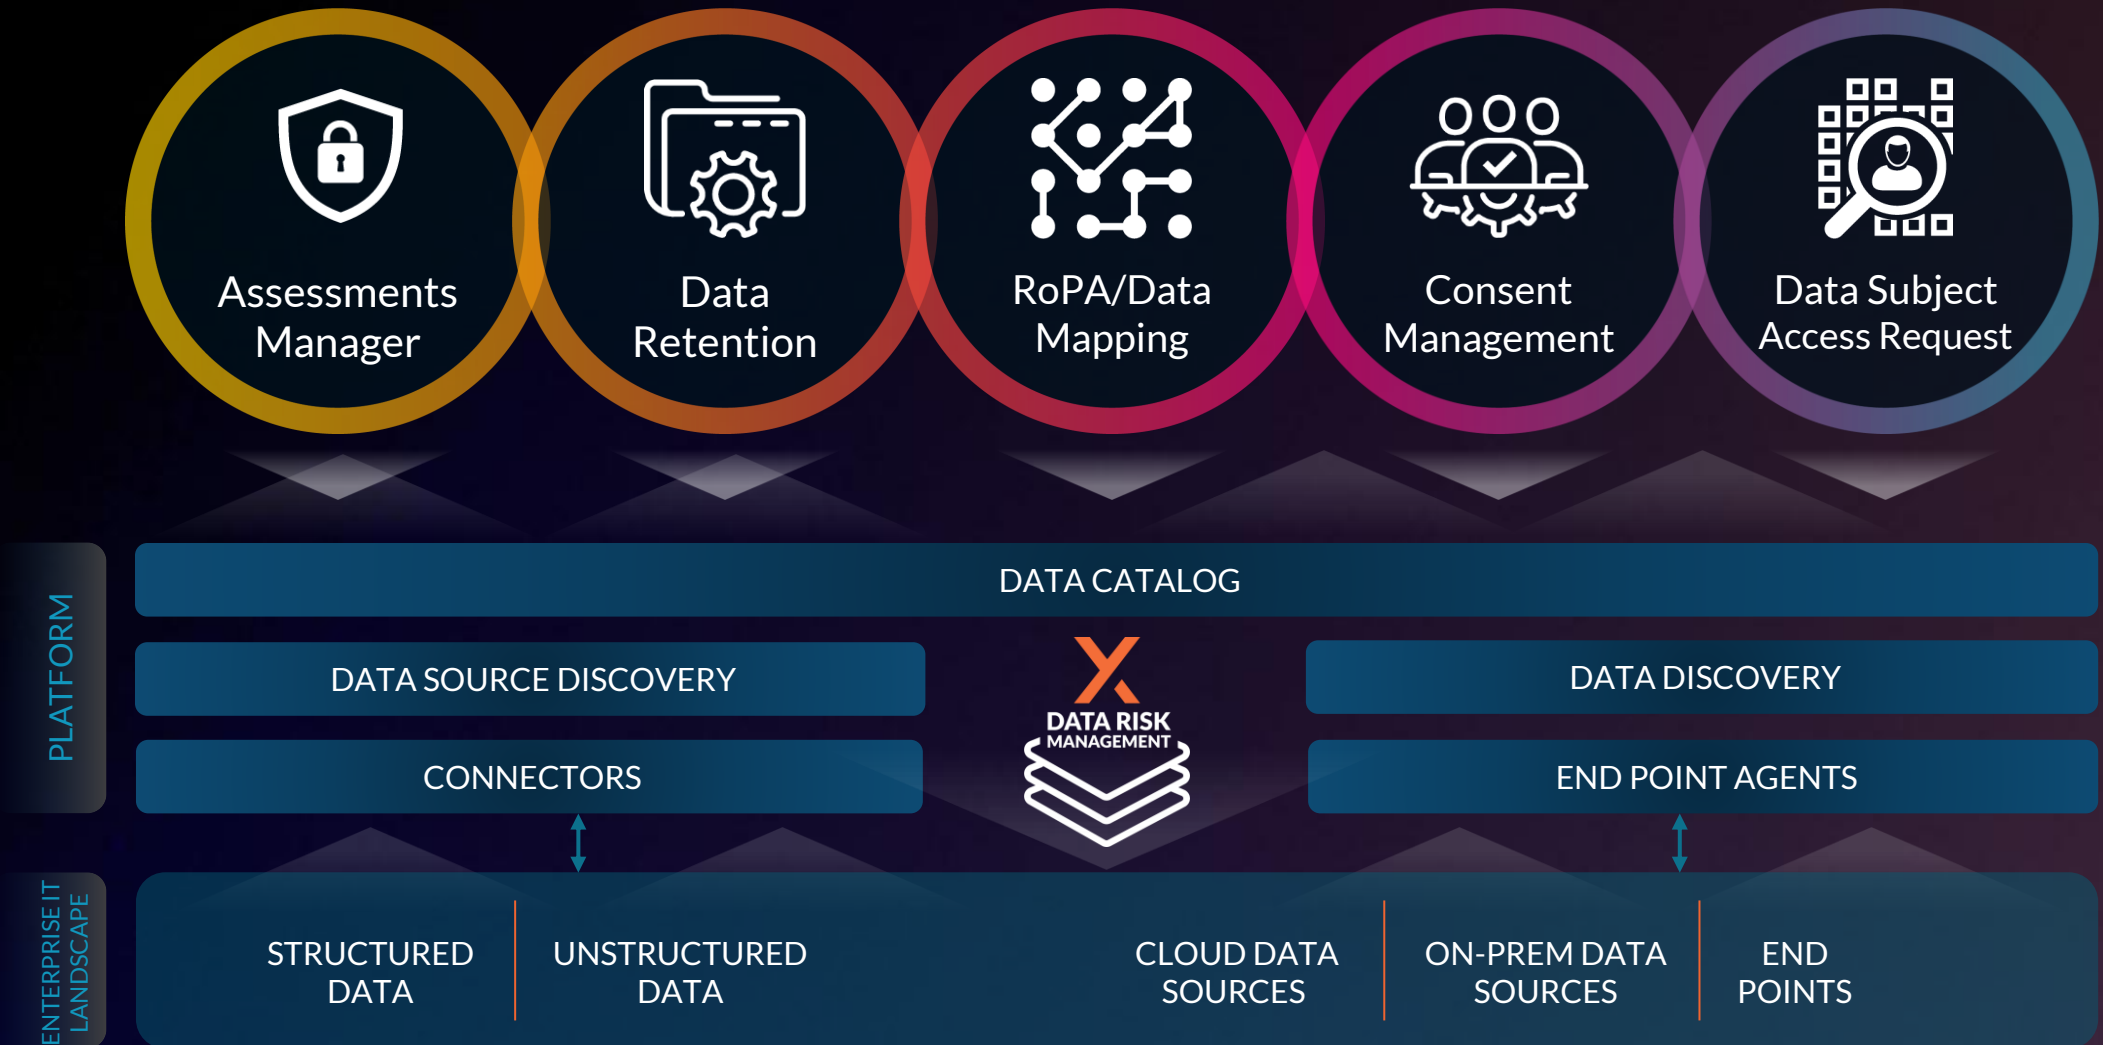 Assessments
Manager
Data
Retention
RoPA/Data
Mapping
Consent
Management
Data Subject
Access Request
PLATFORM
DATA CATALOG
DATA SOURCE DISCOVERY
DATA DISCOVERY
DATA RISK
MANAGEMENT
CONNECTORS
END POINT AGENTS
ENTERPRISE IT
LANDSCAPE
STRUCTURED
DATA
UNSTRUCTURED
DATA
CLOUD DATA
SOURCES
ON-PREM DATA
SOURCES
END
POINTS